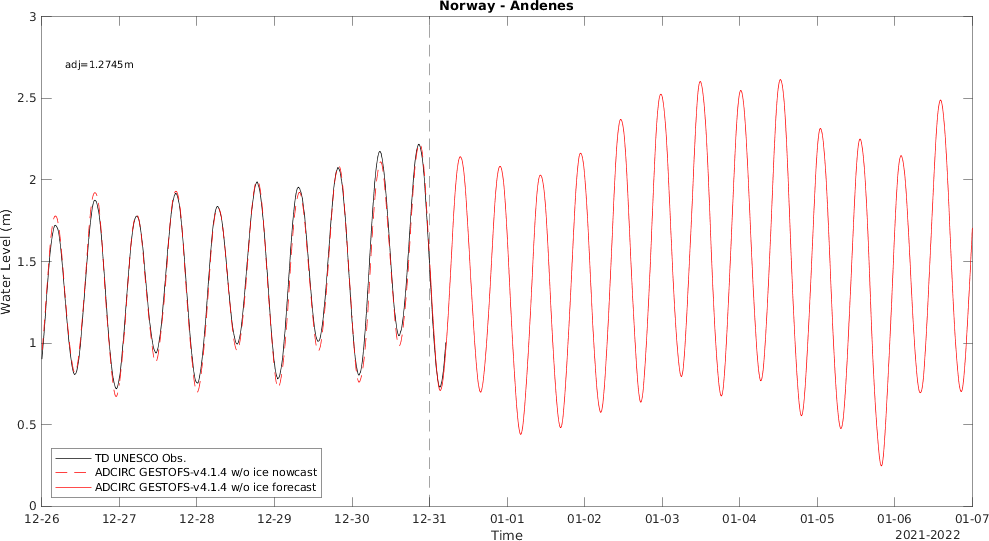 Norway - Andenes
3
adj=1.2745m
2.5
2
Water Level (m)
1.5
1
0.5
TD UNESCO Obs.
ADCIRC GESTOFS-v4.1.4 w/o ice nowcast
ADCIRC GESTOFS-v4.1.4 w/o ice forecast
0
12-26 12-27 12-28 12-29 12-30 12-31 01-01 01-02 01-03 01-04 01-05 01-06 01-07
Time
2021-2022